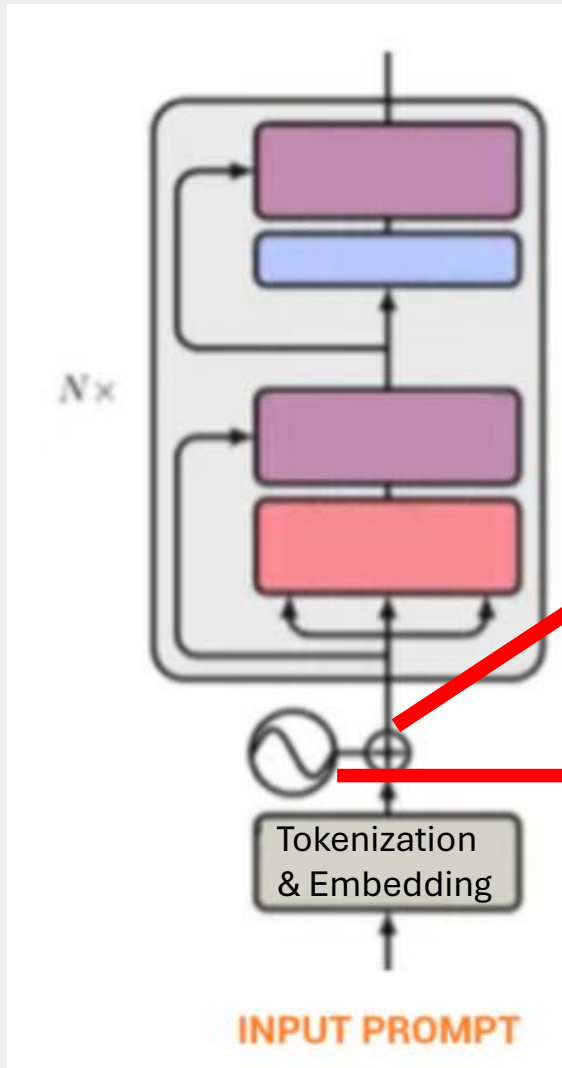 N×
Tokenization
& Embedding
INPUT PROMPT